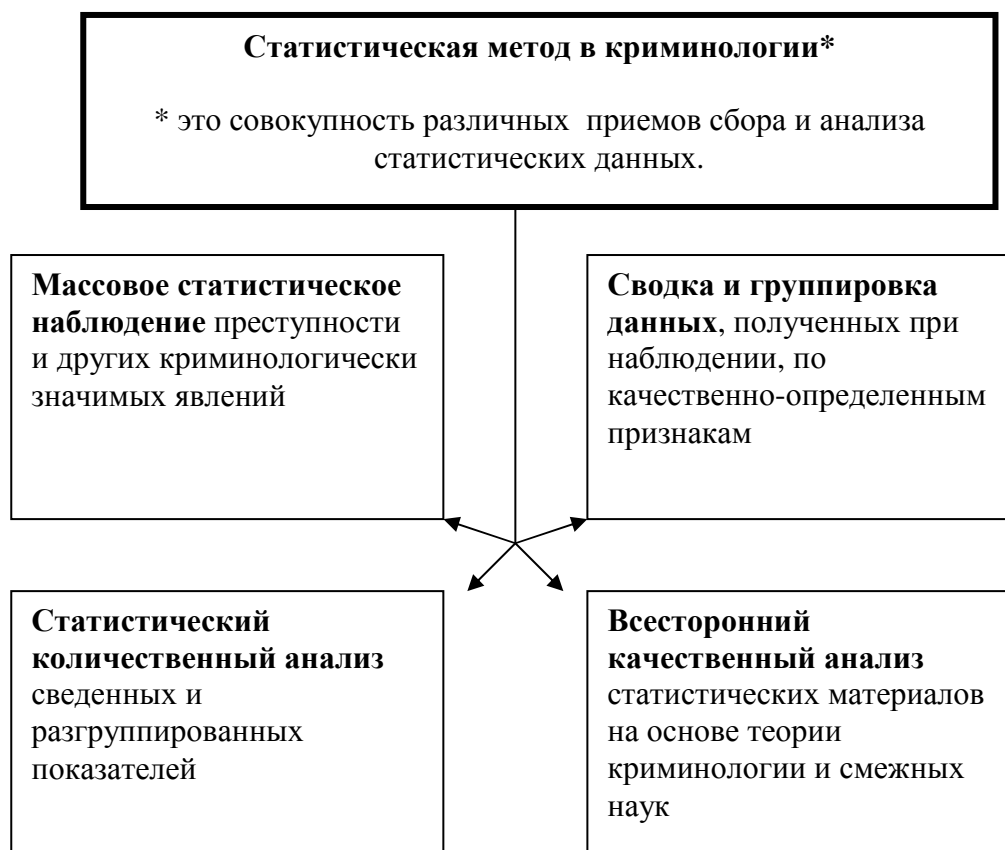 Статистическая метод в криминологии*
* это совокупность различных приемов сбора и анализа
статистических данных.
Массовое статистическое
наблюдение преступности
и других криминологически
значимых явлений
Сводка и группировка
данных, полученных при
наблюдении, по
качественно-определенным
признакам
Статистический
количественный анализ
сведенных и
разгруппированных
показателей
Всесторонний
качественный анализ
статистических материалов
на основе теории
криминологии и смежных
наук